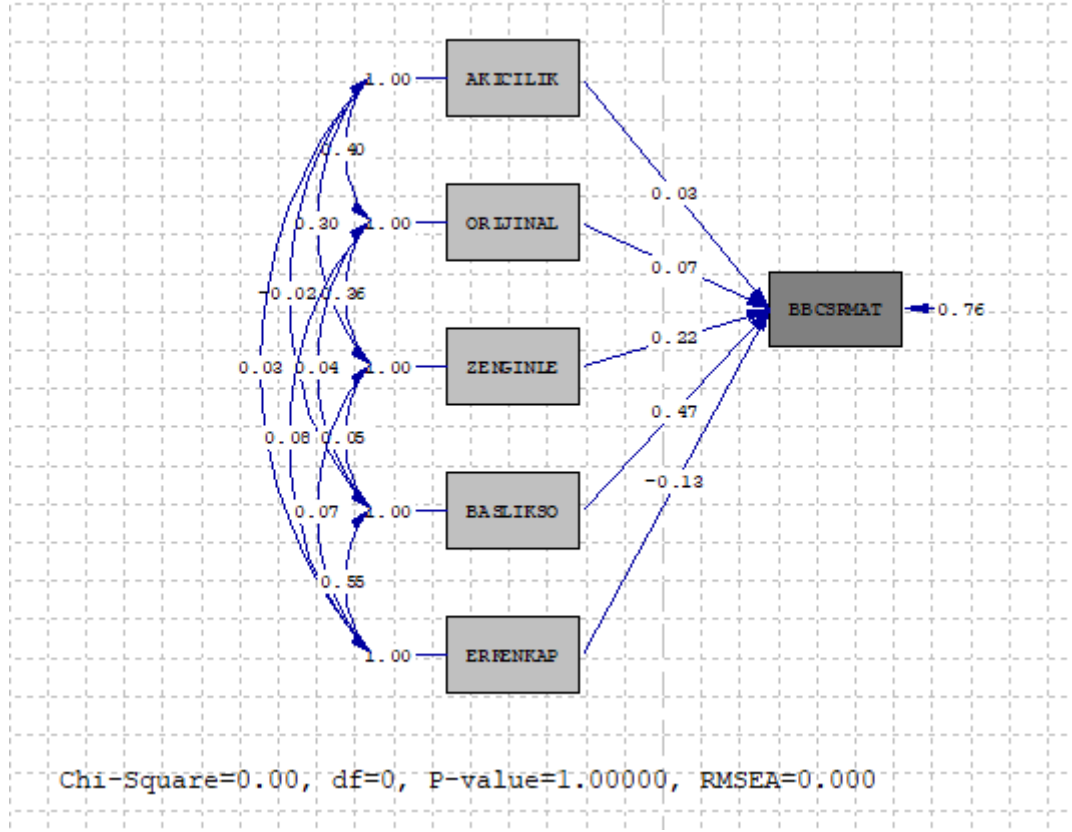 1.00 AKICILIK
0.40
0.03
1.00 ORIJINAL
0.30
0.07
BBCSRMAT 0.76
-0.02 0.36
0.22
0.03 0.04 1.00 ZENGINLE
0.47
0.08 0.05
-0.13
0.07 1.00 BASLIKSO
0.55
1.00 ERKENKAP
Chi-Square=0.00, df=0, P-value=1.00000, RMSEA=0.000